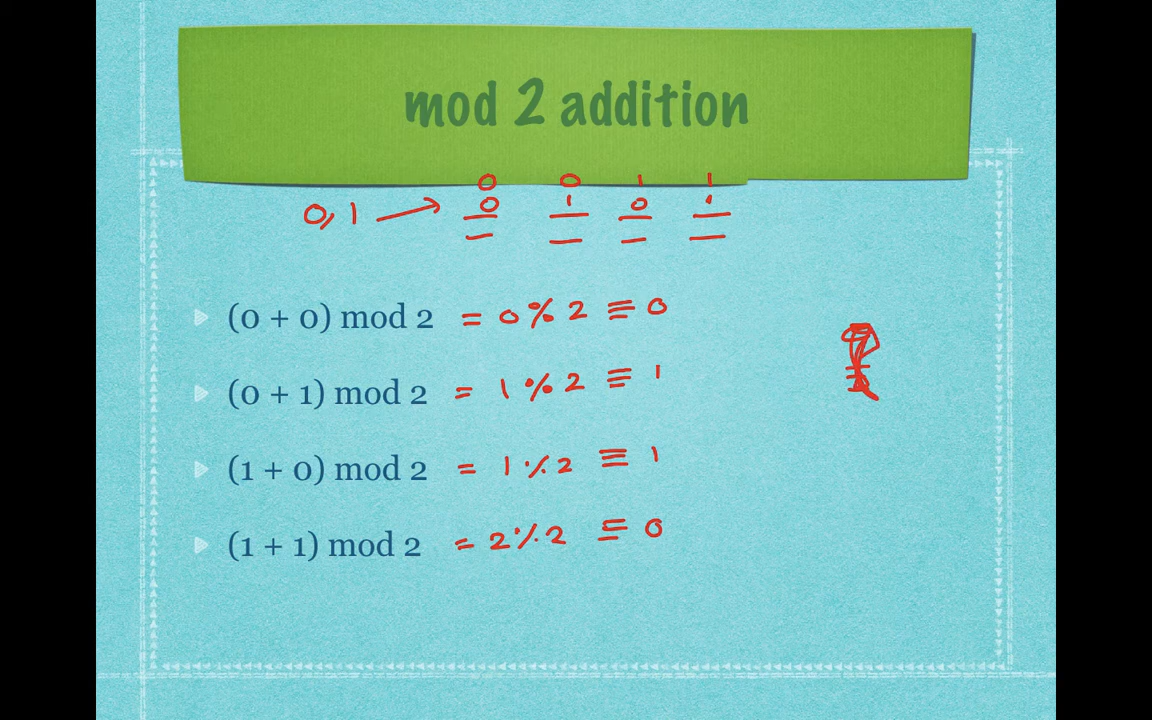 mod 2 addition
0 0 1 1
0, 1 → 0 1 0 1
(0 + 0) mod 2 = 0 % 2 ≡ 0
(0 + 1) mod 2 = 1 % 2 ≡ 1
(1 + 0) mod 2 = 1 % 2 ≡ 1
(1 + 1) mod 2 = 2 % 2 ≡ 0